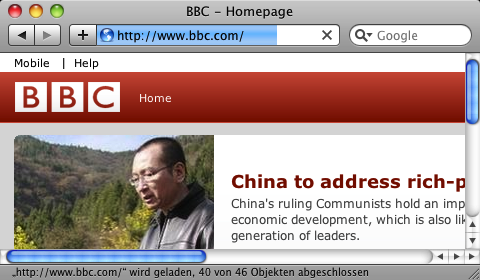 BBC – Homepage
http://www.bbc.com/
Google
Mobile | Help
BBC Home
China to address rich-p
China's ruling Communists hold an imp
economic development, which is also lik
generation of leaders.
„http://www.bbc.com/“ wird geladen, 40 von 46 Objekten abgeschlossen